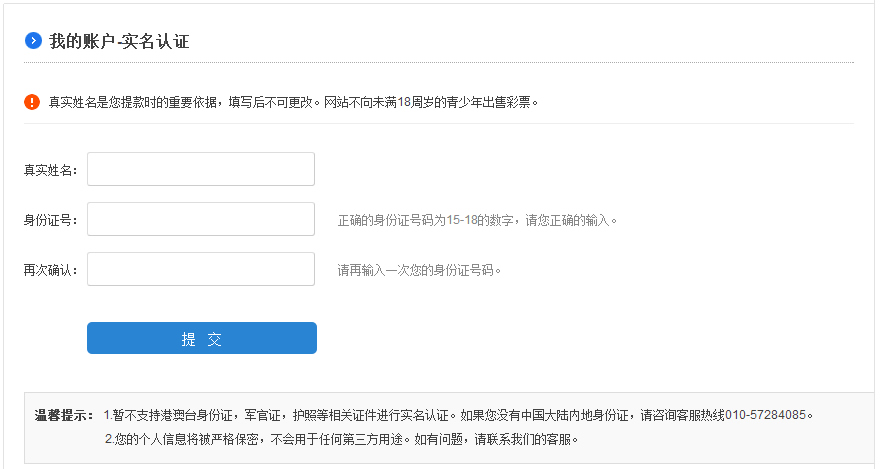 我的账户-实名认证
真实姓名是您提款时的重要依据，填写后不可更改。网站不向未满18周岁的青少年出售彩票。
真实姓名：
身份证号： 正确的身份证号码为15-18的数字，请您正确的输入。
再次确认： 请再输入一次您的身份证号码。
提 交
温馨提示： 1.暂不支持港澳台身份证，军官证，护照等相关证件进行实名认证。如果您没有中国大陆内地身份证，请咨询客服热线010-57284085。
2.您的个人信息将被严格保密，不会用于任何第三方用途。如有问题，请联系我们的客服。